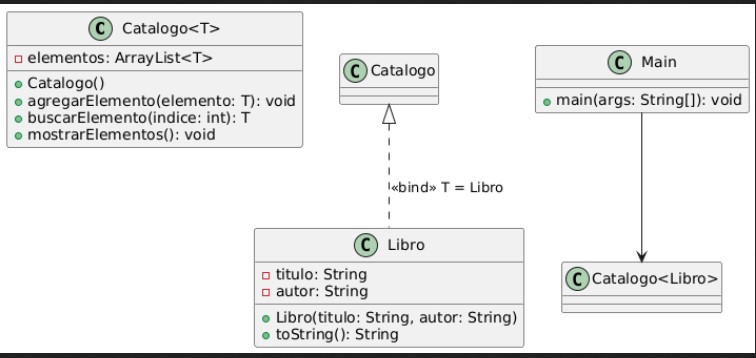 C Catalogo<T>
elementos: ArrayList<T>
Catalogo()
agregarElemento(elemento: T): void
buscarElemento(indice: int): T
mostrarElementos(): void
C Catalogo
C Main
main(args: String[]): void
«bind» T = Libro
C Libro
titulo: String
autor: String
Libro(titulo: String, autor: String)
toString(): String
C Catalogo<Libro>